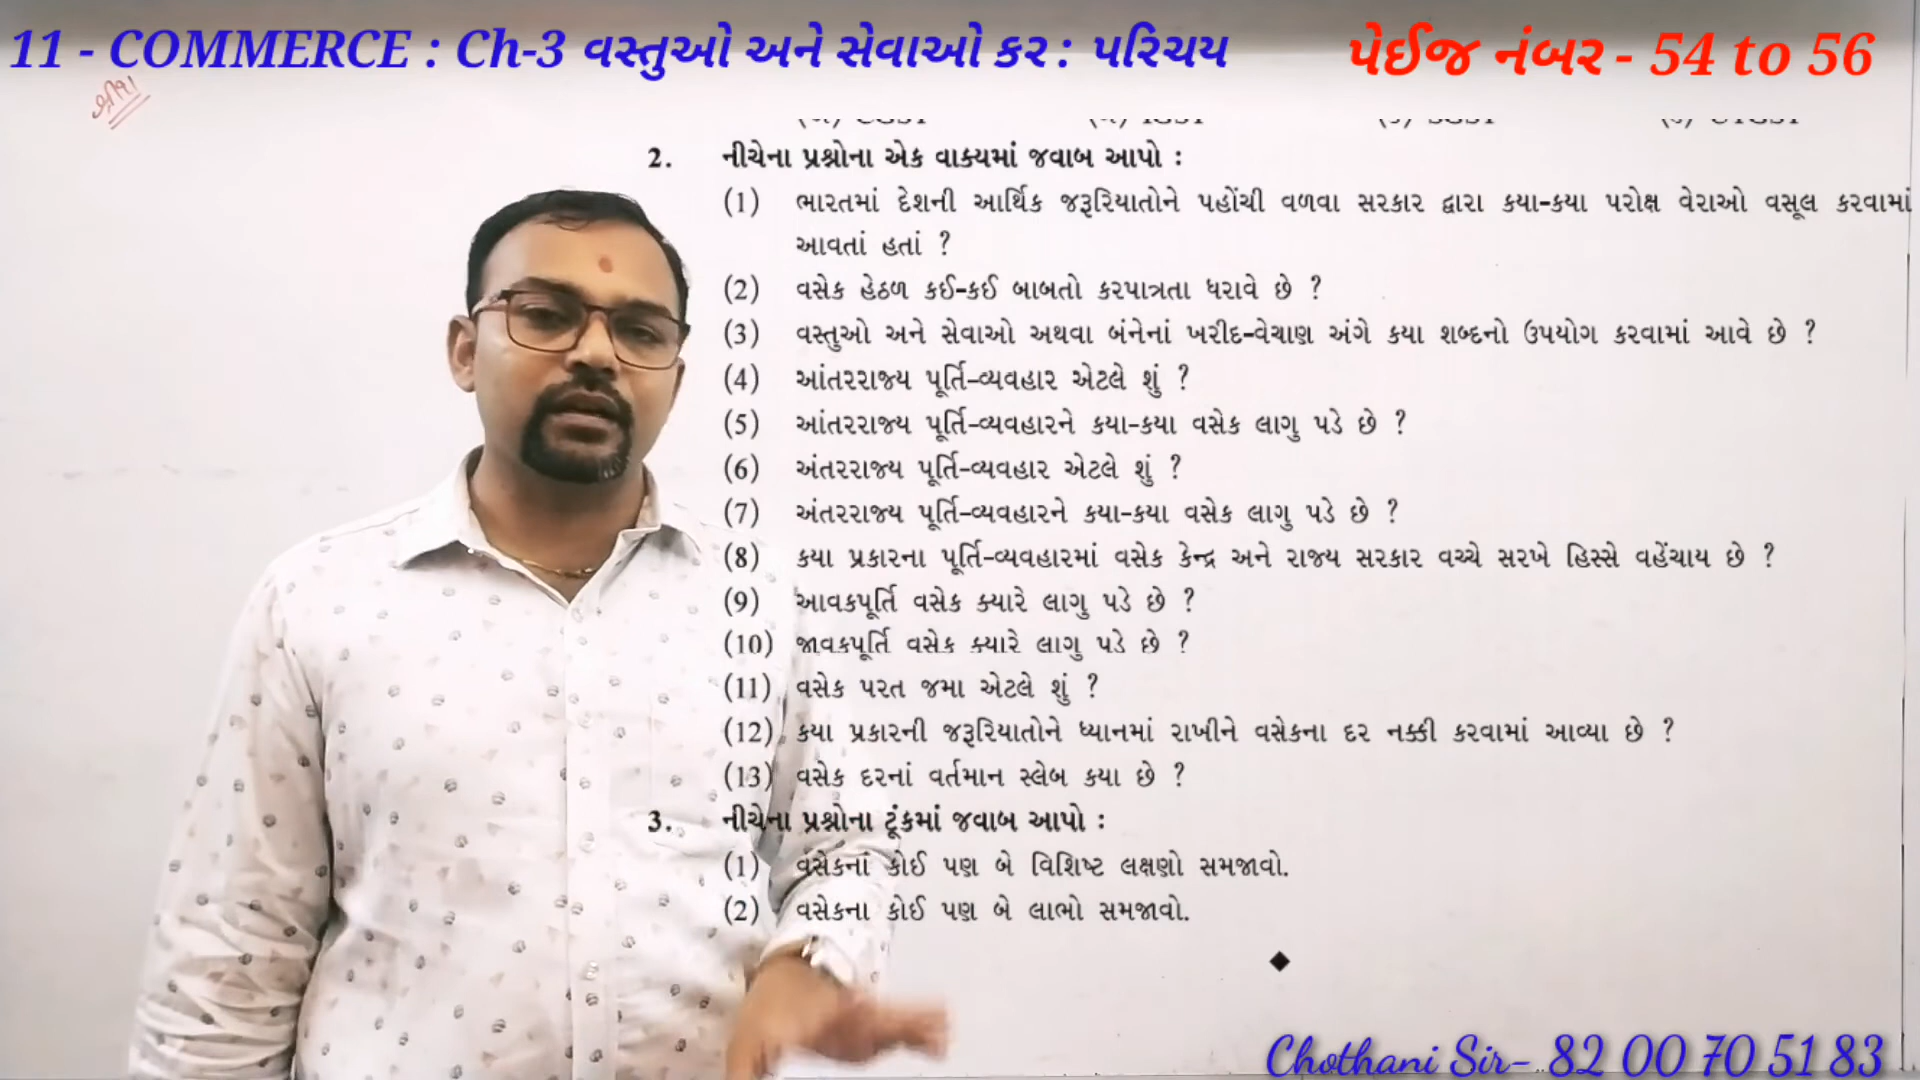 11 - COMMERCE : Ch-3 વસ્તુઓ અને સેવાઓ કર : પરિચય
પેઈજ નંબર - 54 to 56
શ્રી૧ા
2. નીચેના પ્રશ્નોના એક વાક્યમાં જવાબ આપો :
(1) ભારતમાં દેશની આર્થિક જરૂરિયાતોને પહોંચી વળવા સરકાર દ્વારા કયા-કયા પરોક્ષ વેરાઓ વસૂલ કરવામાં
આવતાં હતાં ?
(2) વસેક હેઠળ કઈ-કઈ બાબતો કરપાત્રતા ધરાવે છે ?
(3) વસ્તુઓ અને સેવાઓ અથવા બંનેનાં ખરીદ-વેચાણ અંગે કયા શબ્દનો ઉપયોગ કરવામાં આવે છે ?
(4) આંતરરાજ્ય પૂર્તિ-વ્યવહાર એટલે શું ?
(5) આંતરરાજ્ય પૂર્તિ-વ્યવહારને કયા-કયા વસેક લાગુ પડે છે ?
(6) અંતરરાજ્ય પૂર્તિ-વ્યવહાર એટલે શું ?
(7) અંતરરાજ્ય પૂર્તિ-વ્યવહારને કયા-કયા વસેક લાગુ પડે છે ?
(8) કયા પ્રકારના પૂર્તિ-વ્યવહારમાં વસેક કેન્દ્ર અને રાજ્ય સરકાર વચ્ચે સરખે હિસ્સે વહેંચાય છે ?
(9) આવકપૂર્તિ વસેક ક્યારે લાગુ પડે છે ?
(10) જાવકપૂર્તિ વસેક ક્યારે લાગુ પડે છે ?
(11) વસેક પરત જમા એટલે શું ?
(12) કયા પ્રકારની જરૂરિયાતોને ધ્યાનમાં રાખીને વસેકના દર નક્કી કરવામાં આવ્યા છે ?
(13) વસેક દરનાં વર્તમાન સ્લેબ કયા છે ?
3. નીચેના પ્રશ્નોના ટૂંકમાં જવાબ આપો :
(1) વસેકનાં કોઈ પણ બે વિશિષ્ટ લક્ષણો સમજાવો.
(2) વસેકના કોઈ પણ બે લાભો સમજાવો.
Chothani Sir- 82 00 70 51 83